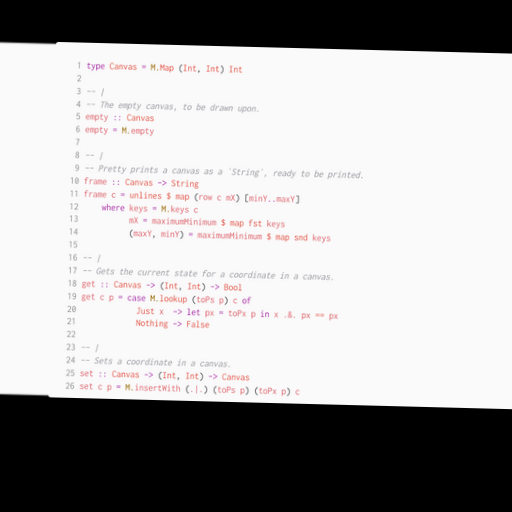 1 type Canvas = M.Map (Int, Int) Int
2
3 -- |
4 -- The empty canvas, to be drawn upon.
5 empty :: Canvas
6 empty = M.empty
7
8 -- |
9 -- Pretty prints a canvas as a `String`, ready to be printed.
10 frame :: Canvas -> String
11 frame c = unlines $ map (row c mX) [minY..maxY]
12     where keys = M.keys c
13           mX = maximumMinimum $ map fst keys
14           (maxY, minY) = maximumMinimum $ map snd keys
15
16 -- |
17 -- Gets the current state for a coordinate in a canvas.
18 get :: Canvas -> (Int, Int) -> Bool
19 get c p = case M.lookup (toPs p) c of
20             Just x  -> let px = toPx p in x .&. px == px
21             Nothing -> False
22
23 -- |
24 -- Sets a coordinate in a canvas.
25 set :: Canvas -> (Int, Int) -> Canvas
26 set c p = M.insertWith (.|.) (toPs p) (toPx p) c